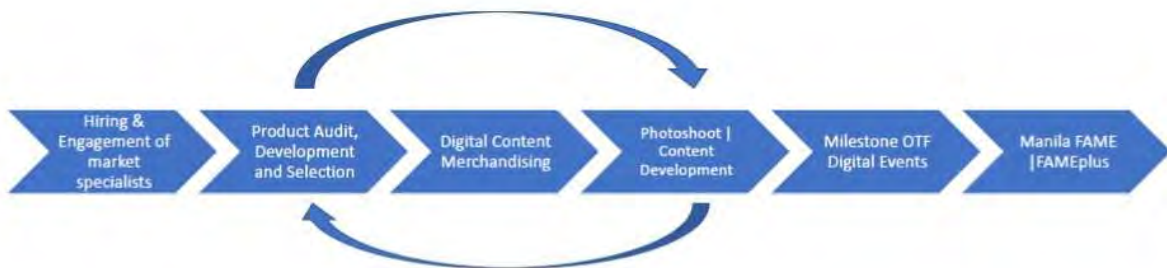 Hiring &
Engagement of
market
specialists
Product Audit,
Development
and Selection
Digital Content
Merchandising
Photoshoot |
Content
Development
Milestone OTF
Digital Events
Manila FAME
|FAMEplus